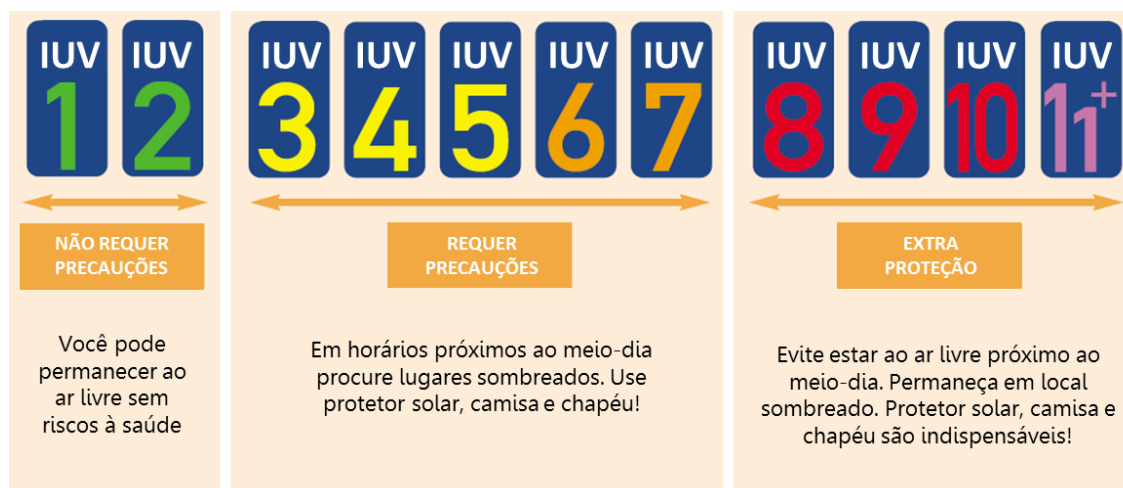 IUV
1
IUV
2
NÃO REQUER
PRECAUÇÕES
Você pode
permanecer ao
ar livre sem
riscos à saúde
IUV
3
IUV
4
IUV
5
IUV
6
IUV
7
REQUER
PRECAUÇÕES
Em horários próximos ao meio-dia
procure lugares sombreados. Use
protetor solar, camisa e chapéu!
IUV
8
IUV
9
IUV
10
IUV
11+
EXTRA
PROTEÇÃO
Evite estar ao ar livre próximo ao
meio-dia. Permaneça em local
sombreado. Protetor solar, camisa e
chapéu são indispensáveis!